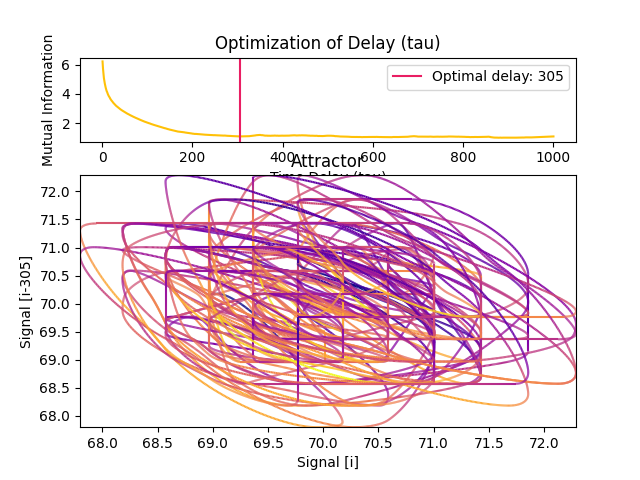 Optimization of Delay (tau)
Mutual Information
6
4
2
Optimal delay: 305
0 200 400 600 800 1000
Time Delay (tau)
Attractor
Signal [i-305]
72.0
71.5
71.0
70.5
70.0
69.5
69.0
68.5
68.0
68.0 68.5 69.0 69.5 70.0 70.5 71.0 71.5 72.0
Signal [i]